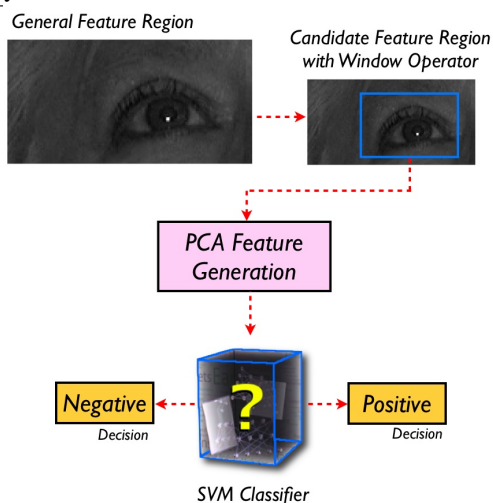 General Feature Region
Candidate Feature Region
with Window Operator
PCA Feature
Generation
?
Negative
Positive
Decision
Decision
SVM Classifier